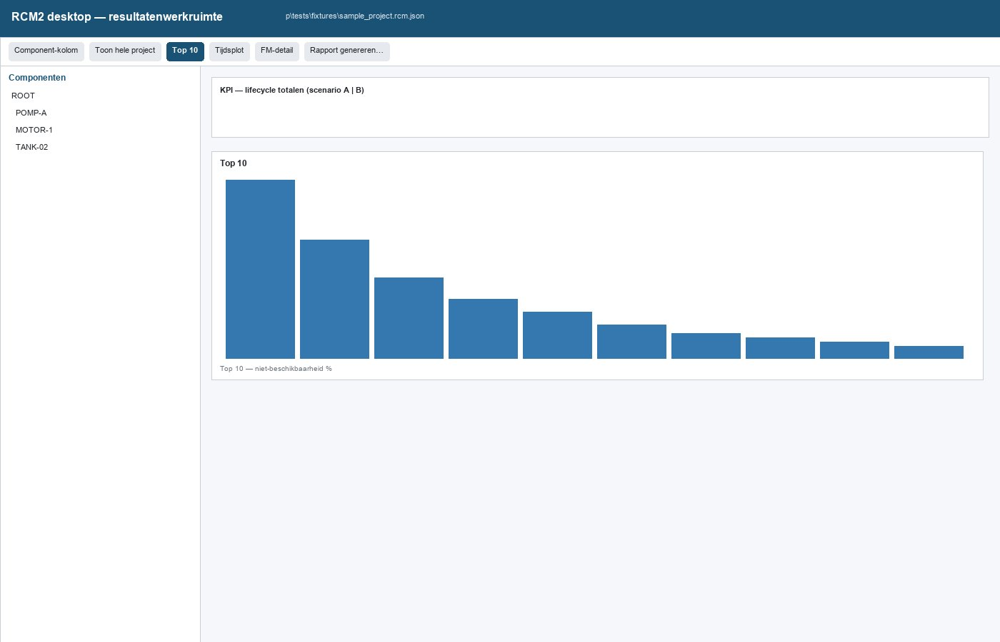 RCM2 desktop — resultatenwerkruimte
p\tests\fixtures\sample_project.rcm.json
Component-kolom
Toon hele project
Top 10
Tijdsplot
FM-detail
Rapport genereren…
Componenten
ROOT
POMP-A
MOTOR-1
TANK-02
KPI — lifecycle totalen (scenario A | B)
Top 10
Top 10 — niet-beschikbaarheid %